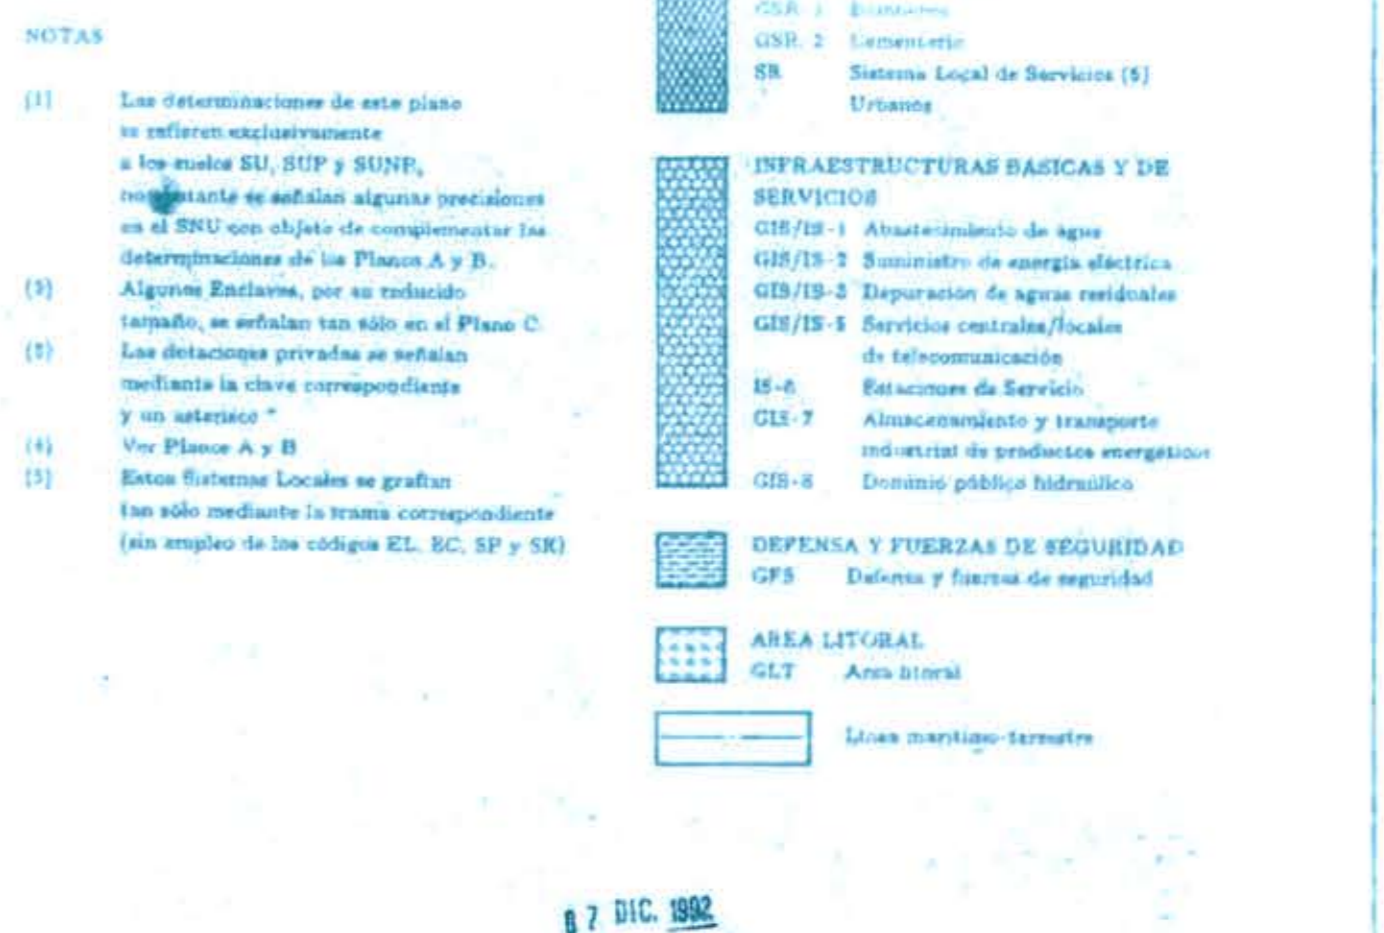 NOTAS
(1) Las determinaciones de este plano
se refieren exclusivamente
a los suelos SU, SUP y SUNP,
no obstante se señalan algunas precisiones
en el SNU con objeto de complementar las
determinaciones de los Planos A y B.
Algunos Enclaves, por su reducido
tamaño, se señalan tan sólo en el Plano C.
Las dotaciones privadas se señalan
mediante la clave correspondiente
y un asterisco *
(4) Ver Planos A y B
(5) Estos Sistemas Locales se grafían
tan sólo mediante la trama correspondiente
(sin empleo de los códigos EL, EC, SP y SR)
GSR. 1
GSR. 2 Cementerio
SR Sistema Local de Servicios (5)
Urbanos
INFRAESTRUCTURAS BASICAS Y DE
SERVICIOS
GIS/IS-1 Abastecimiento de agua
GIS/IS-2 Suministro de energía eléctrica
GIS/IS-3 Depuración de aguas residuales
GIS/IS-5 Servicios centrales/locales
de telecomunicación
IS-6 Estaciones de Servicio
GIS-7 Almacenamiento y transporte
industrial de productos energéticos
GIS-8 Dominio público hidraúlico
DEFENSA Y FUERZAS DE SEGURIDAD
GFS Defensa y fuerzas de seguridad
AREA LITORAL
GLT Area litoral
Línea marítimo-terrestre
07 DIC. 1992